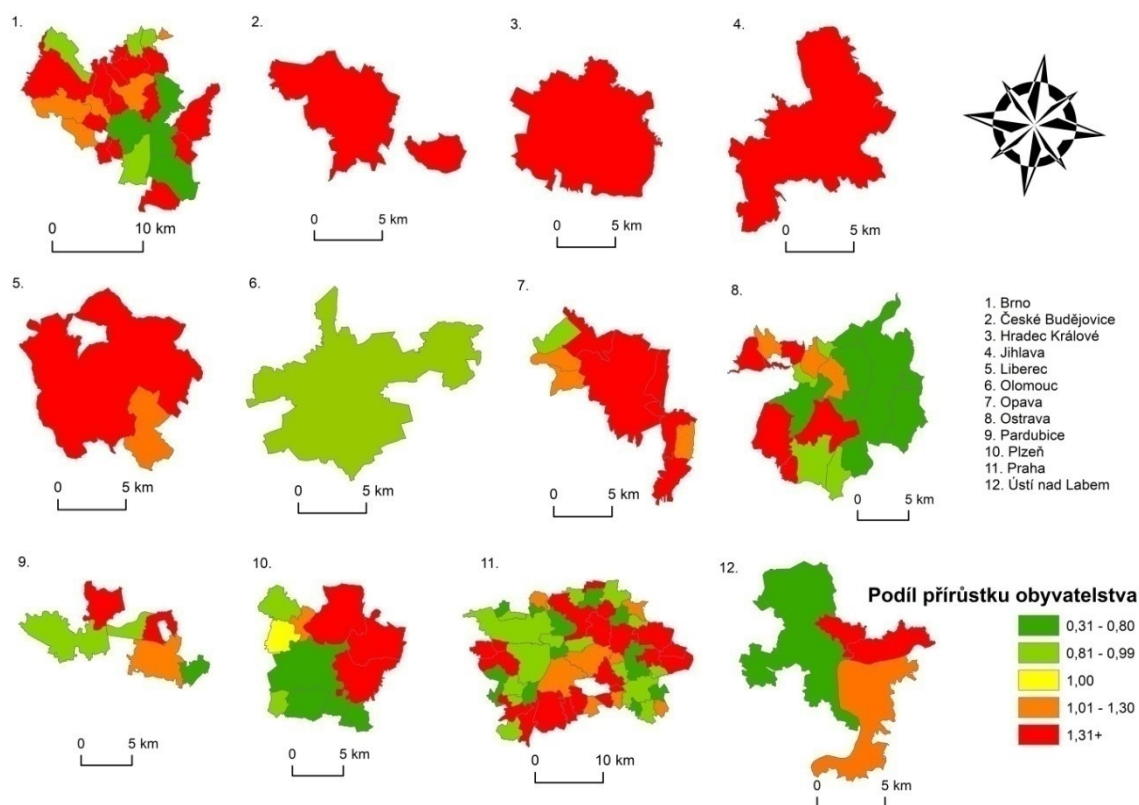 1.
2.
3.
4.
0 10 km
0 5 km
0 5 km
0 5 km
5.
6.
7.
8.
0 5 km
0 5 km
0 5 km
0 5 km
1. Brno
2. České Budějovice
3. Hradec Králové
4. Jihlava
5. Liberec
6. Olomouc
7. Opava
8. Ostrava
9. Pardubice
10. Plzeň
11. Praha
12. Ústí nad Labem
9.
10.
11.
12.
0 5 km
0 5 km
0 10 km
0 5 km
Podíl přírůstku obyvatelstva
0,31 - 0,80
0,81 - 0,99
1,00
1,01 - 1,30
1,31+